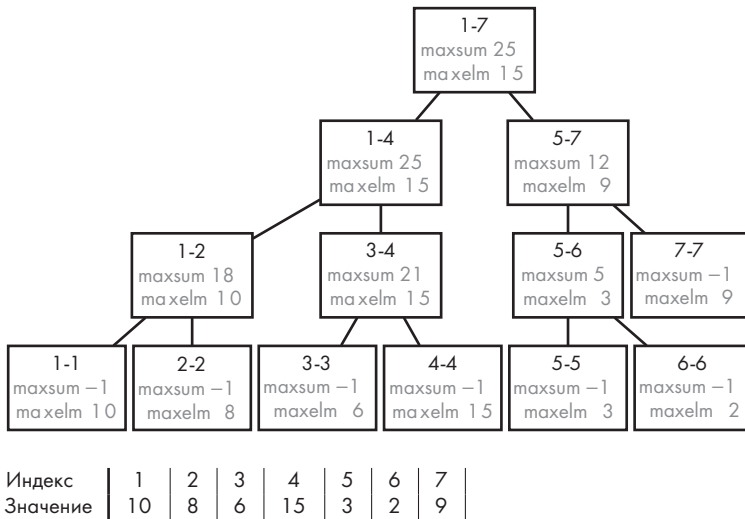 1-7
maxsum 25
maxelm 15
1-4
maxsum 25
maxelm 15
5-7
maxsum 12
maxelm 9
1-2
maxsum 18
maxelm 10
3-4
maxsum 21
maxelm 15
5-6
maxsum 5
maxelm 3
7-7
maxsum −1
maxelm 9
1-1
maxsum −1
maxelm 10
2-2
maxsum −1
maxelm 8
3-3
maxsum −1
maxelm 6
4-4
maxsum −1
maxelm 15
5-5
maxsum −1
maxelm 3
6-6
maxsum −1
maxelm 2
Индекс 1 2 3 4 5 6 7
Значение 10 8 6 15 3 2 9